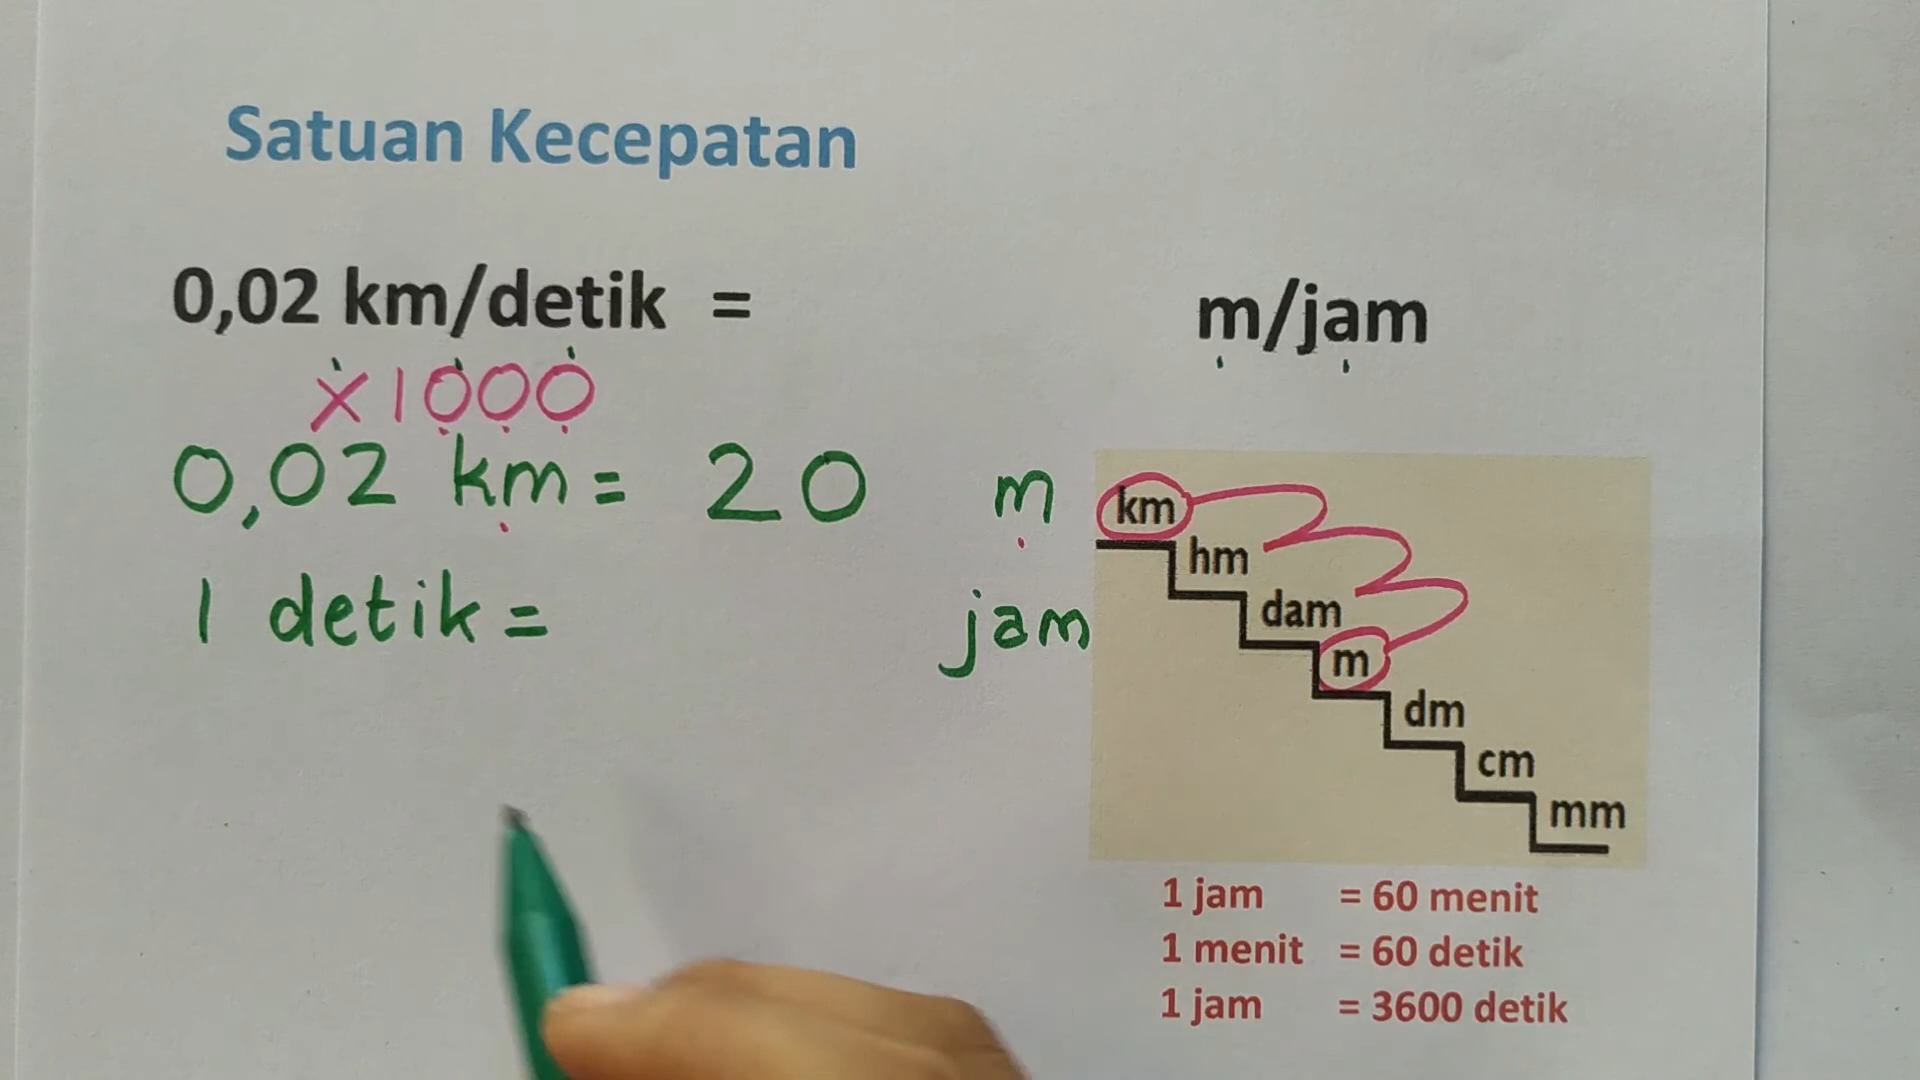 Satuan Kecepatan
0,02 km/detik = m/jam
×1000
0,02 km = 20 m
1 detik = jam
km
hm
dam
m
dm
cm
mm
1 jam = 60 menit
1 menit = 60 detik
1 jam = 3600 detik